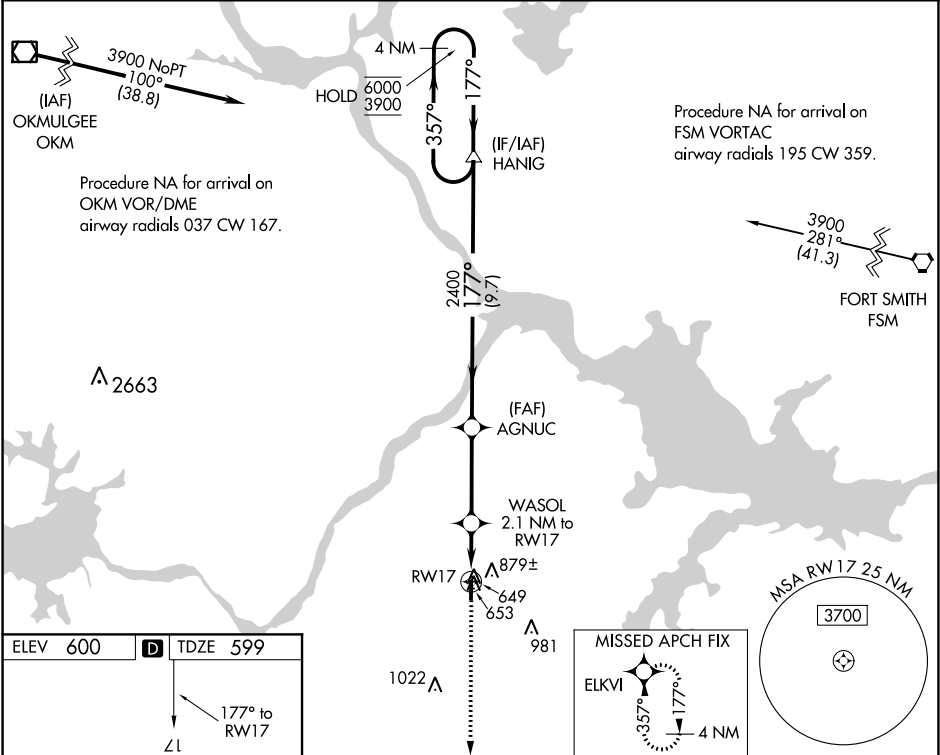 3900 NoPT
100°
(38.8)
(IAF)
OKMULGEE
OKM
4 NM
HOLD 6000
3900
357°
177°
(IF/IAF)
HANIG
Procedure NA for arrival on
FSM VORTAC
airway radials 195 CW 359.
Procedure NA for arrival on
OKM VOR/DME
airway radials 037 CW 167.
3900
281°
(41.3)
FORT SMITH
FSM
2400
177°
(9.7)
2663
(FAF)
AGNUC
WASOL
2.1 NM to
RW17
RW17
879±
649
653
981
1022
MSA RW17 25 NM
3700
MISSED APCH FIX
ELKVI
357°
177°
4 NM
ELEV 600 D TDZE 599
177° to
RW17
17